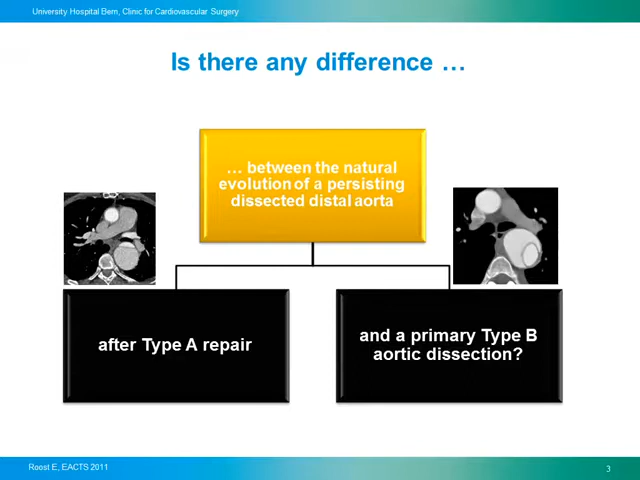 University Hospital Bern, Clinic for Cardiovascular Surgery
Is there any difference …
… between the natural
evolution of a persisting
dissected distal aorta
after Type A repair
and a primary Type B
aortic dissection?
Roost E, EACTS 2011
3